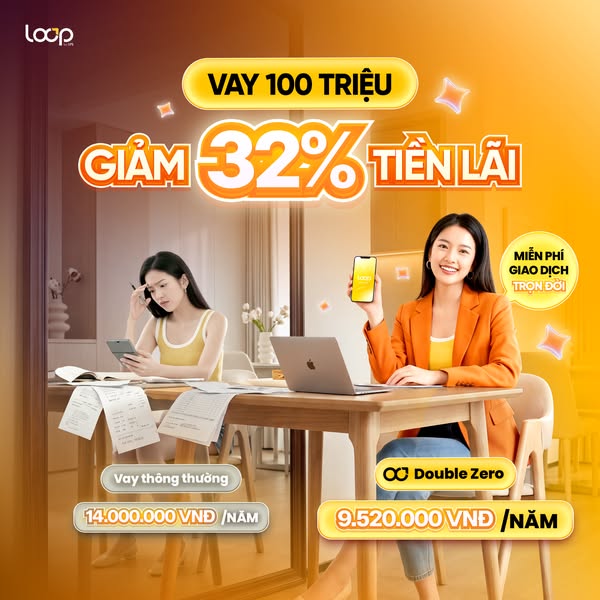 loop
VAY 100 TRIỆU
GIẢM 32% TIỀN LÃI
MIỄN PHÍ
GIAO DỊCH
TRỌN ĐỜI
loop
Vay thông thường
14.000.000 VNĐ /NĂM
Double Zero
9.520.000 VNĐ /NĂM